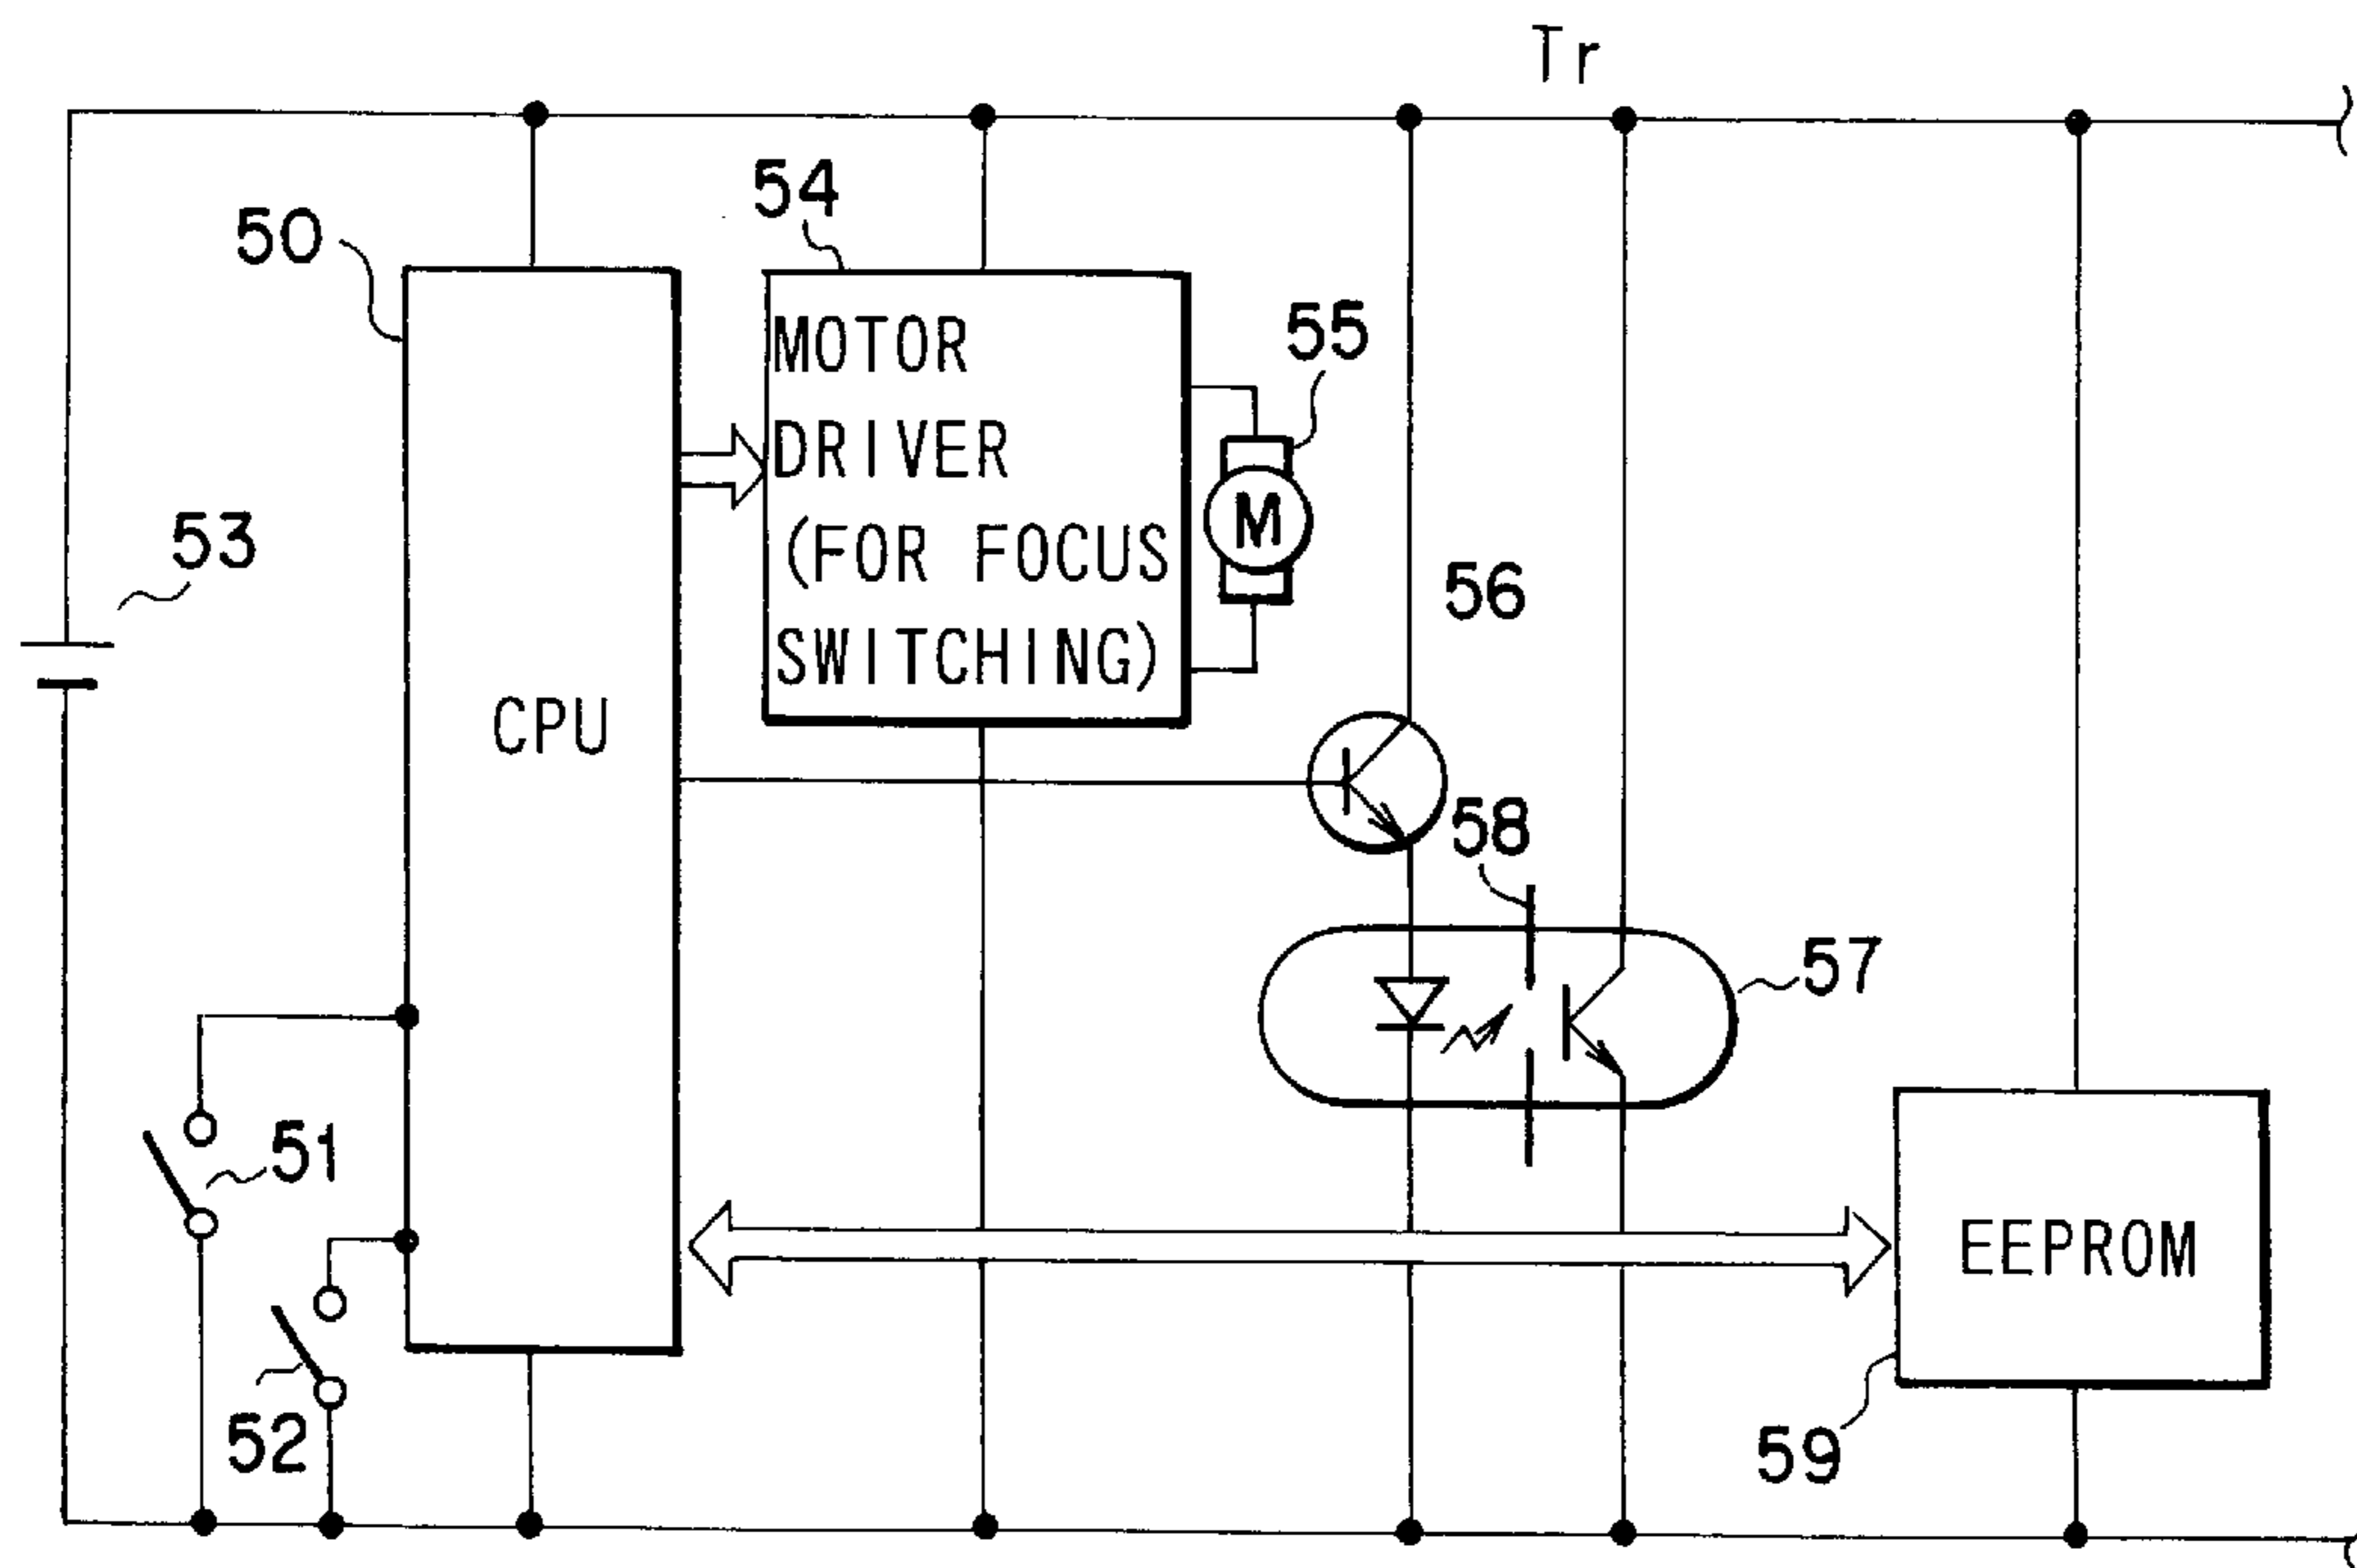 Tr
54
50
55
MOTOR
DRIVER
(FOR FOCUS
SWITCHING)
M
53
56
CPU
58
57
51
EEPROM
52
59